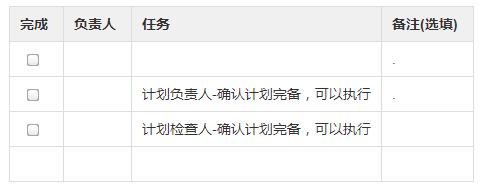 完成 负责人 任务 备注(选填)
.
计划负责人-确认计划完备，可以执行 .
计划检查人-确认计划完备，可以执行